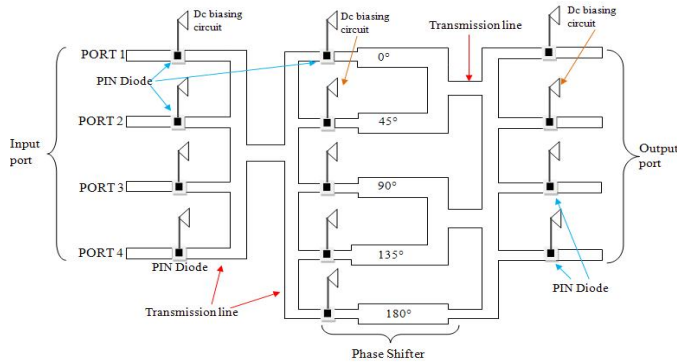 Dc biasing
circuit
Dc biasing
circuit
Transmission line
Dc biasing
circuit
PORT 1
PIN Diode
0°
Input
port
PORT 2
45°
Output
port
PORT 3
90°
PORT 4
135°
PIN Diode
Transmission line
180°
PIN Diode
Phase Shifter